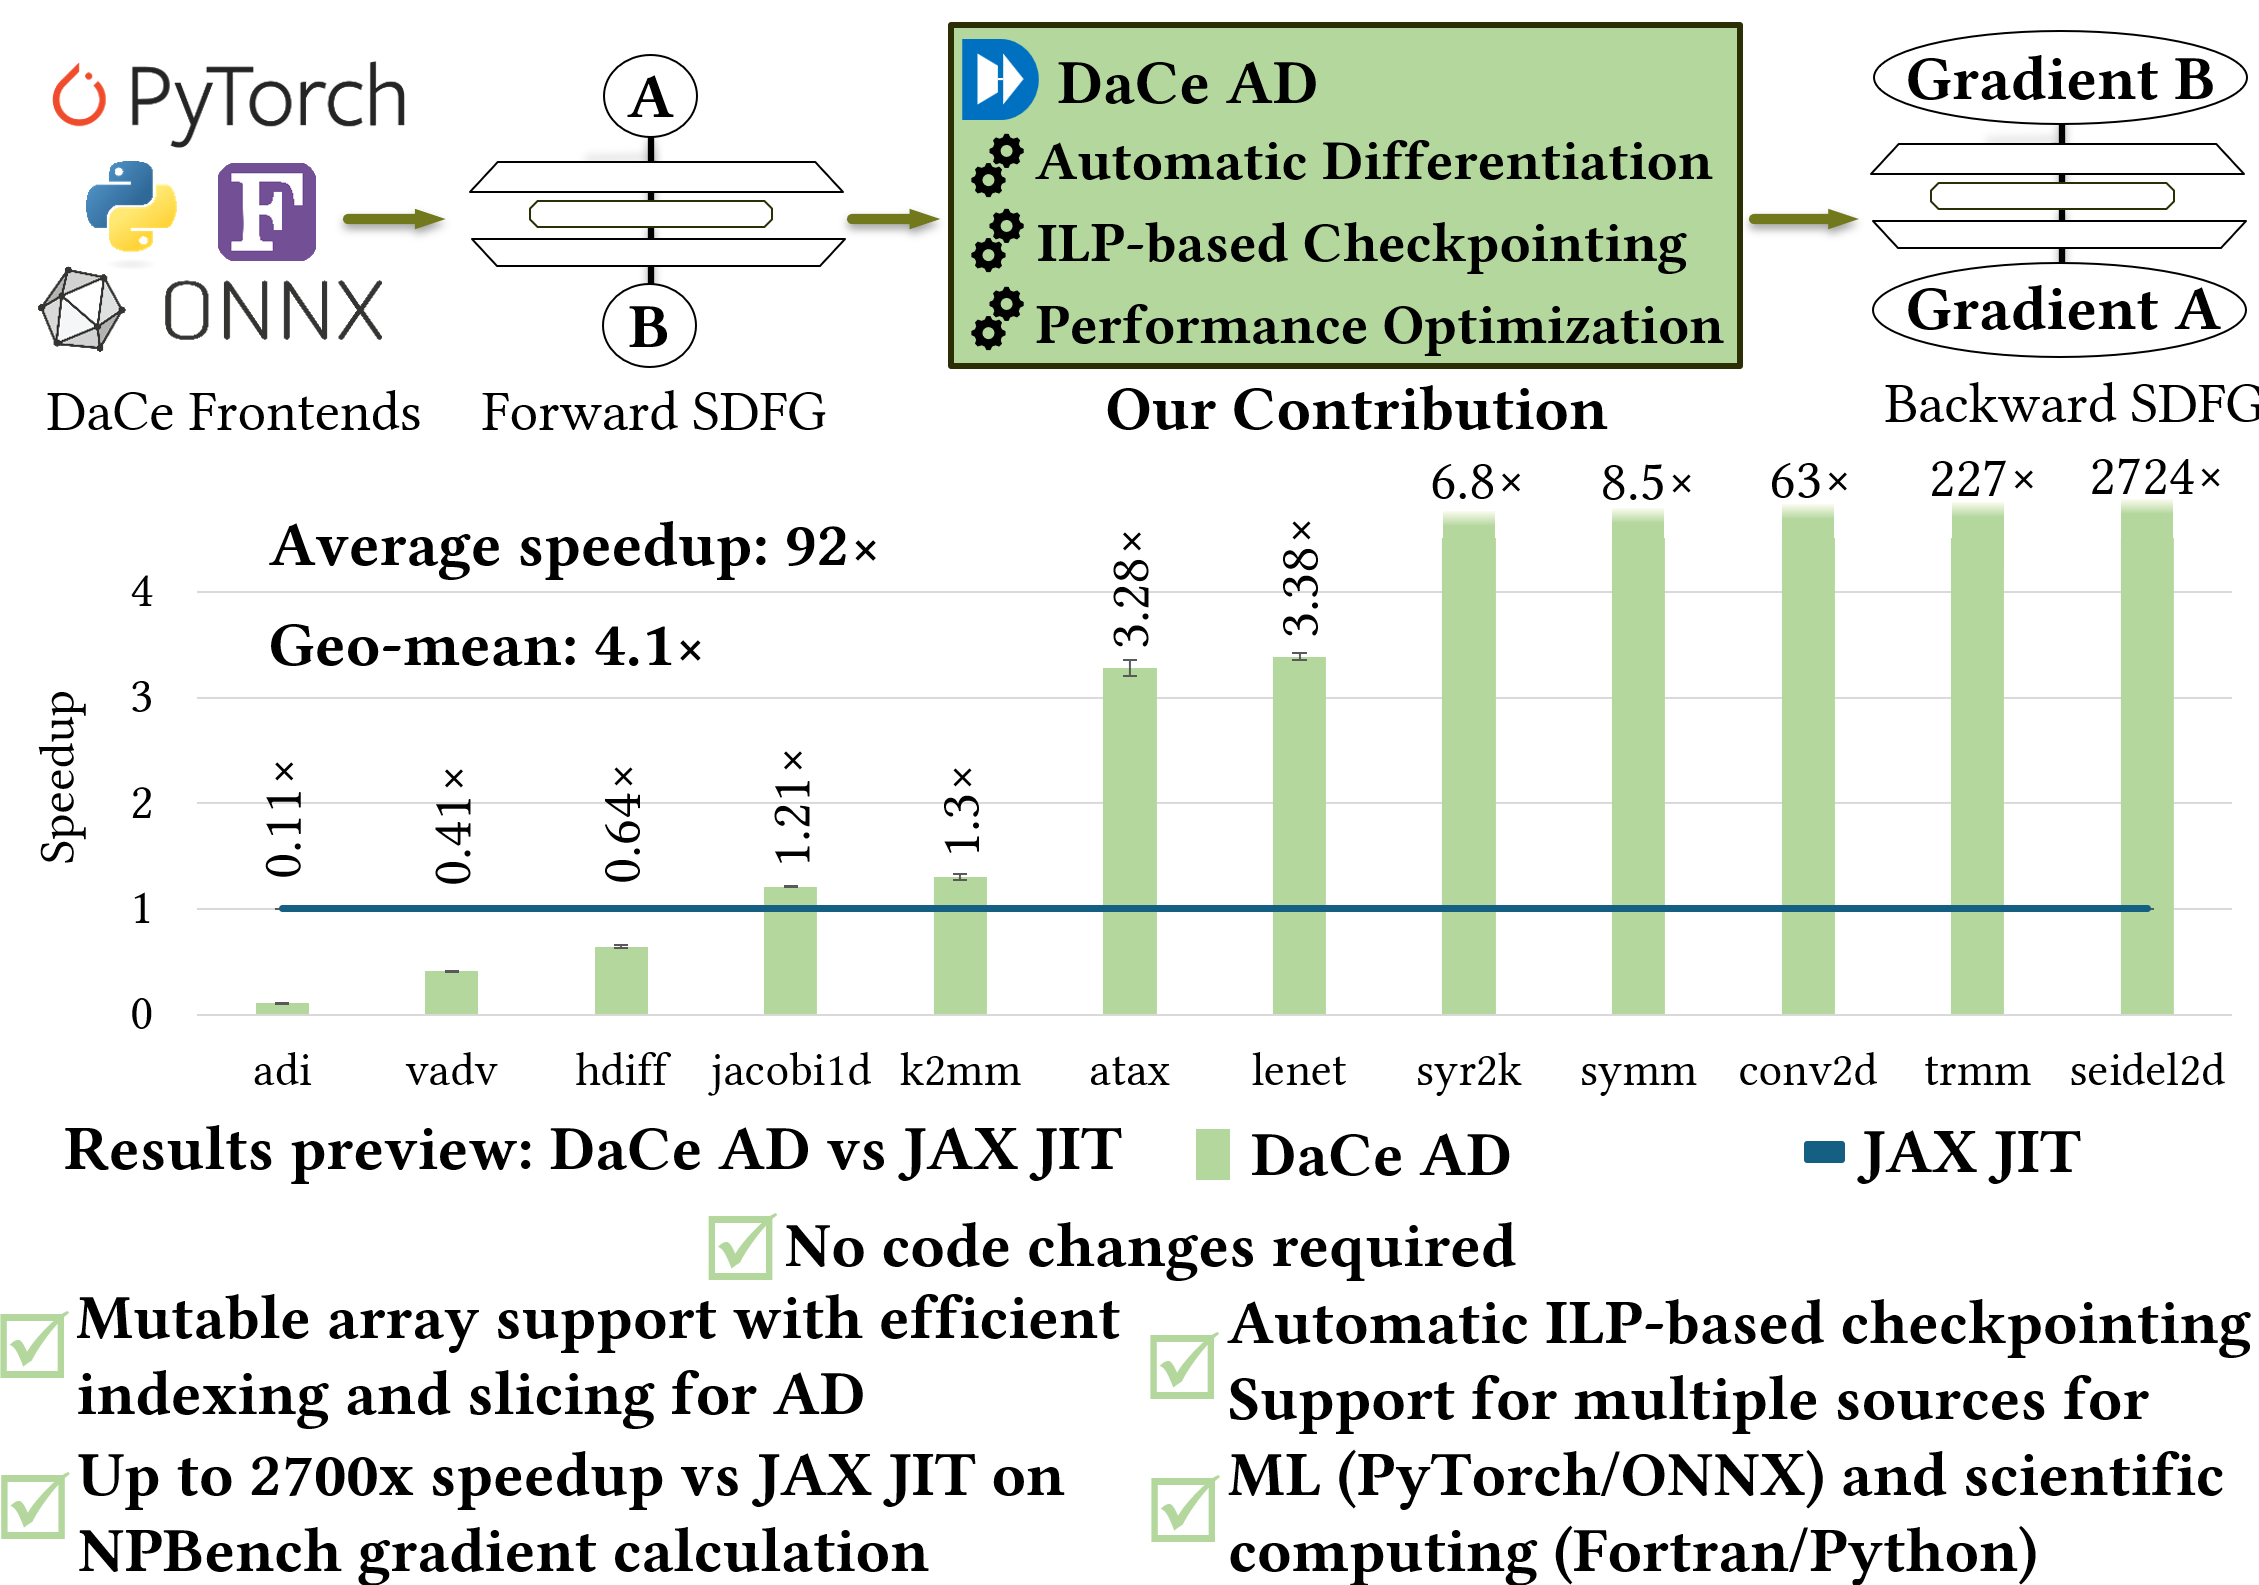 PyTorch
F
ONNX
DaCe Frontends
A
B
Forward SDFG
DaCe AD
Automatic Differentiation
ILP-based Checkpointing
Performance Optimization
Our Contribution
Gradient B
Gradient A
Backward SDFG
Average speedup: 92×
Geo-mean: 4.1×
Speedup
4
3
2
1
0
0.11×
0.41×
0.64×
1.21×
1.3×
3.28×
3.38×
6.8×
8.5×
63×
227×
2724×
adi
vadv
hdiff
jacobi1d
k2mm
atax
lenet
syr2k
symm
conv2d
trmm
seidel2d
Results preview: DaCe AD vs JAX JIT
DaCe AD
JAX JIT
No code changes required
Mutable array support with efficient
indexing and slicing for AD
Up to 2700x speedup vs JAX JIT on
NPBench gradient calculation
Automatic ILP-based checkpointing
Support for multiple sources for
ML (PyTorch/ONNX) and scientific
computing (Fortran/Python)